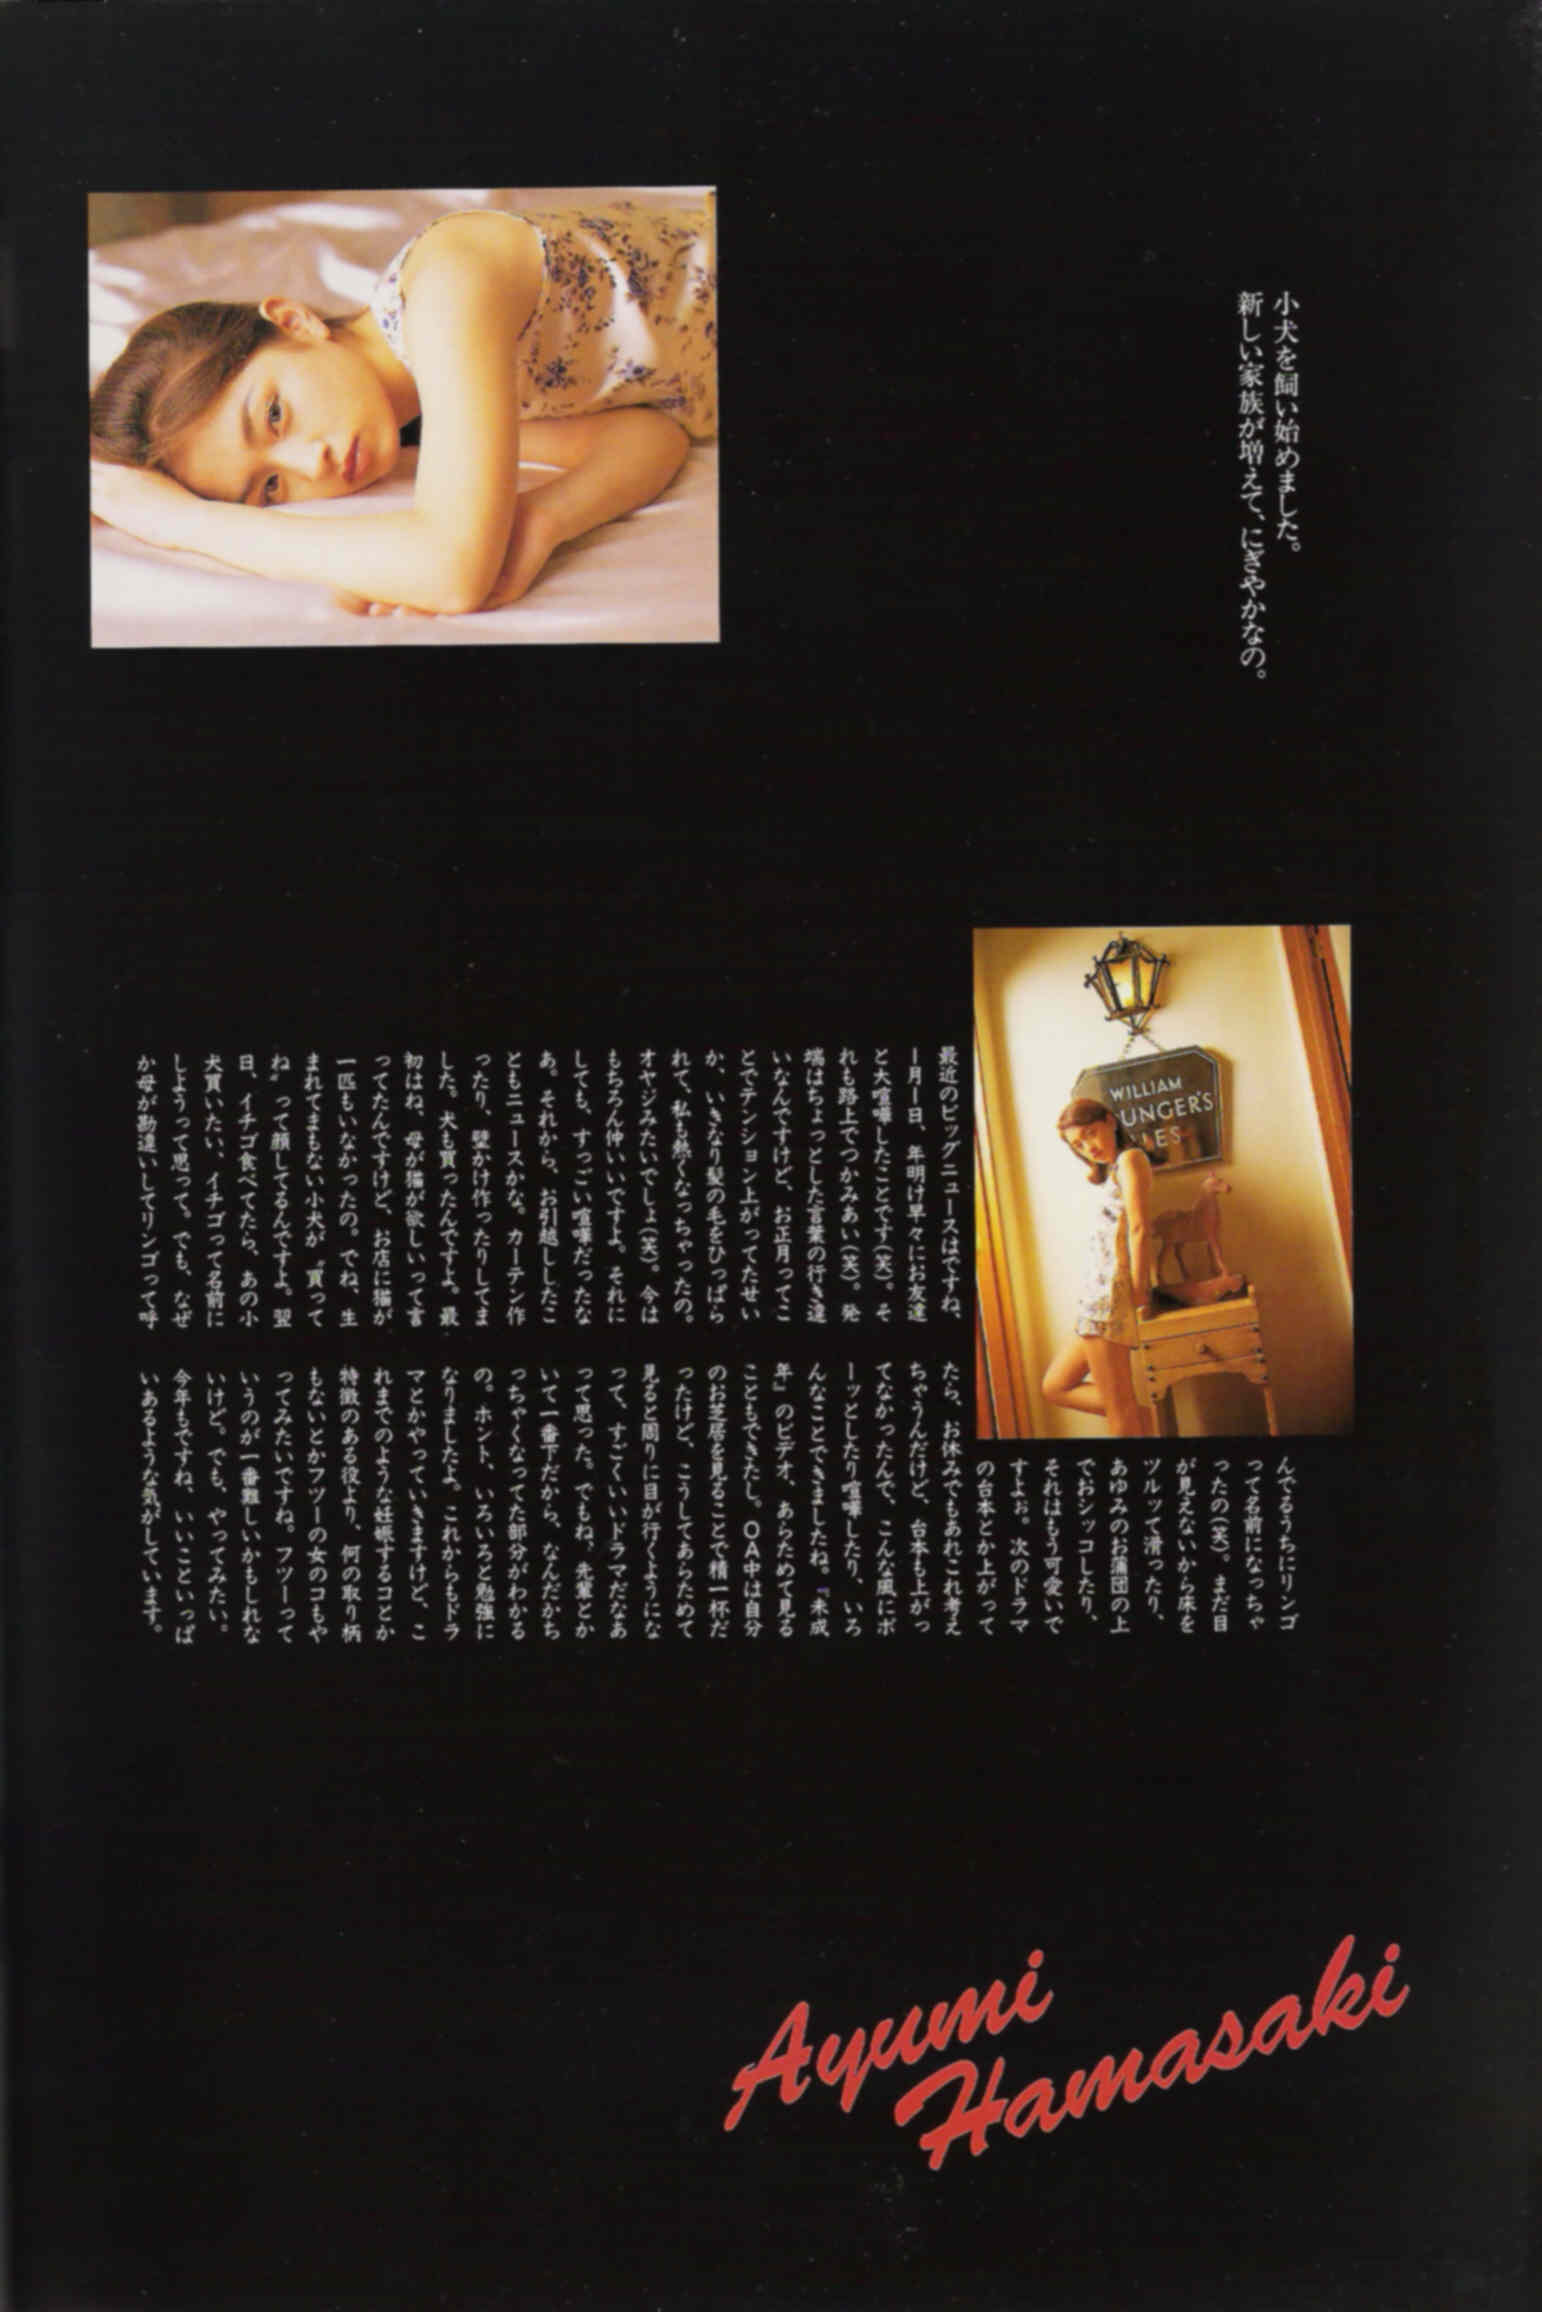 小犬を飼い始めました。
新しい家族が増えて、にぎやかなの。
WILLIAM
UNGER'S
LES
最近のビッグニュースはですね、
1月1日、年明け早々にお友達
と大喧嘩したことです(笑)。そ
れも路上でつかみあい(笑)。発
端はちょっとした言葉の行き違
いなんですけど、お正月ってこ
とでテンション上がってたせい
か、いきなり髪の毛をひっぱら
れて、私も熱くなっちゃったの。
オヤジみたいでしょ(笑)。今は
もちろん仲いいですよ。それに
しても、すっごい喧嘩だったな
あ。それから、お引越ししたこ
ともニュースかな。カーテン作
ったり、壁かけ作ったりしてま
した。犬も買ったんですよ。最
初はね、母が猫が欲しいって言
ってたんですけど、お店に猫が
一匹もいなかったの。でね、生
まれてまもない小犬が〝買って
ね〟って顔してるんですよ。翌
日、イチゴ食べてたら、あの小
犬買いたい、イチゴって名前に
しようって思って。でも、なぜ
か母が勘違いしてリンゴって呼
んでるうちにリンゴ
って名前になっちゃ
ったの(笑)。まだ目
が見えないから床を
ツルッて滑ったり、
あゆみのお蒲団の上
でおシッコしたり、
それはもう可愛いで
すよぉ。次のドラマ
の台本とか上がって
たら、お休みでもあれこれ考え
ちゃうんだけど、台本も上がっ
てなかったんで、こんな風にボ
ーッとしたり喧嘩したり、いろ
んなことできましたね。『未成
年』のビデオ、あらためて見る
こともできたし。OA中は自分
のお芝居を見ることで精一杯だ
ったけど、こうしてあらためて
見ると周りに目が行くようにな
って、すごくいいドラマだなあ
って思った。でもね、先輩とか
いて一番下だから、なんだかち
っちゃくなってた部分がわかる
の。ホント、いろいろと勉強に
なりましたよ。これからもドラ
マとかやっていきますけど、こ
れまでのような妊娠するコとか
特徴のある役より、何の取り柄
もないとかフツーの女のコもや
ってみたいですね。フツーって
いうのが一番難しいかもしれな
いけど。でも、やってみたい。
今年もですね、いいこといっぱ
いあるような気がしています。
Ayumi
Hamasaki